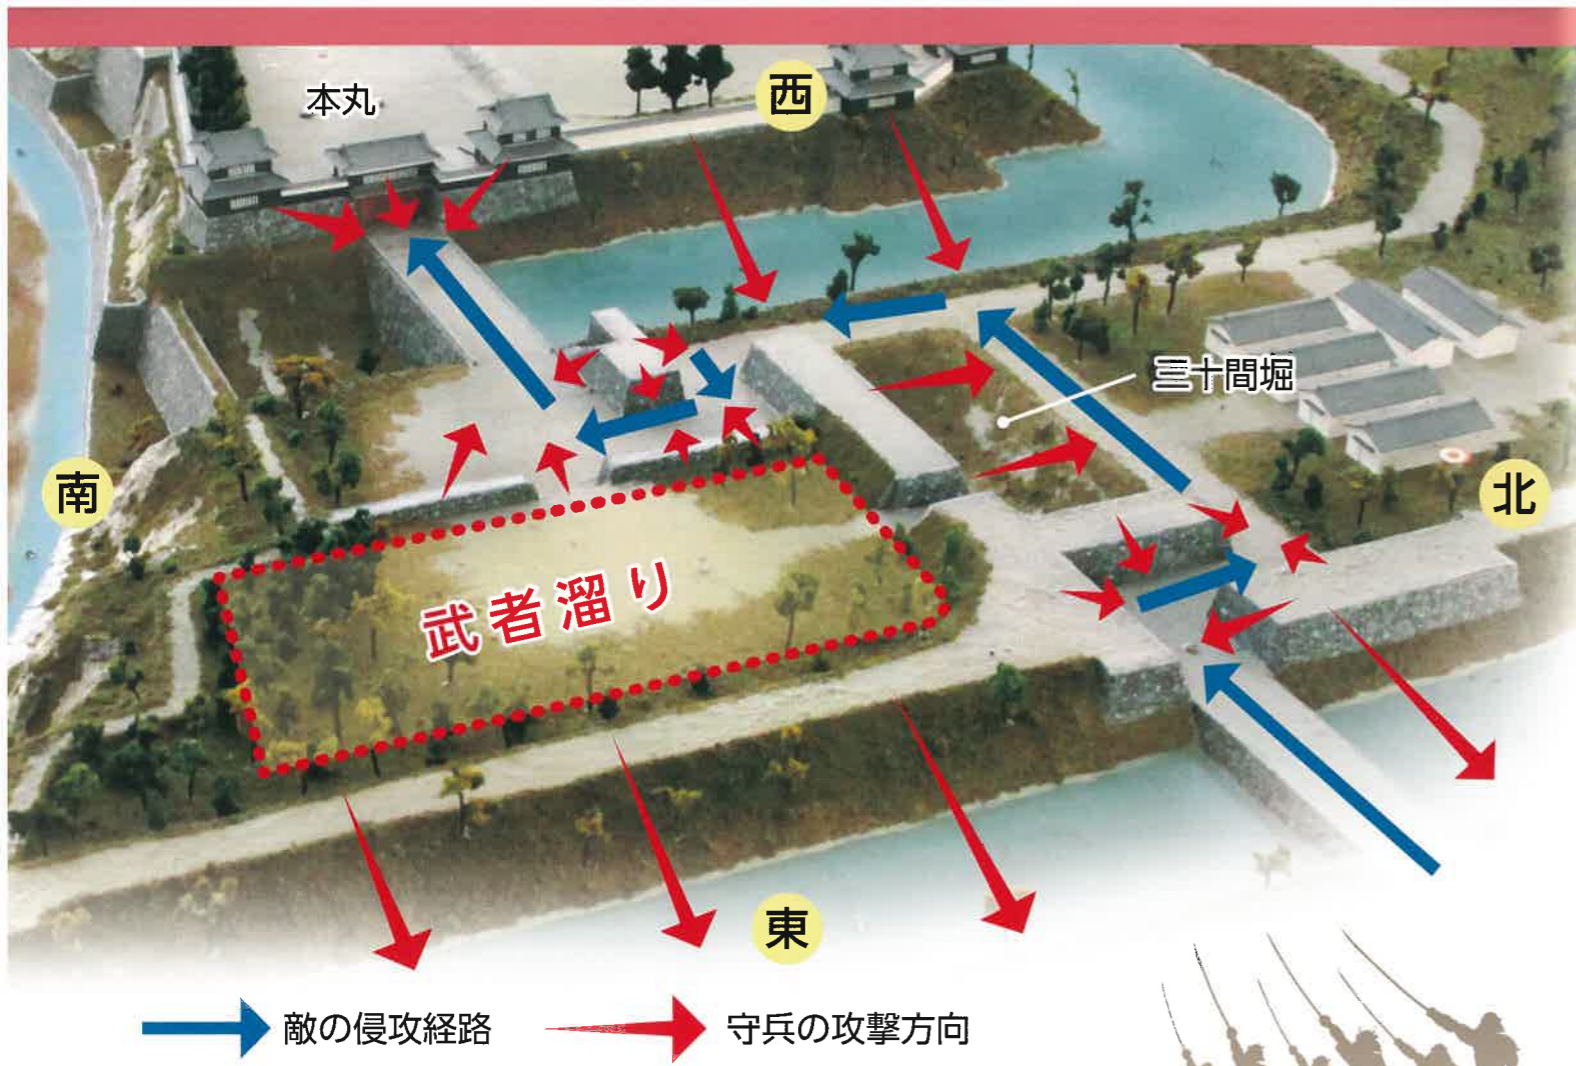 本丸
西
三十間堀
南
北
武者溜り
東
敵の侵攻経路
守兵の攻撃方向